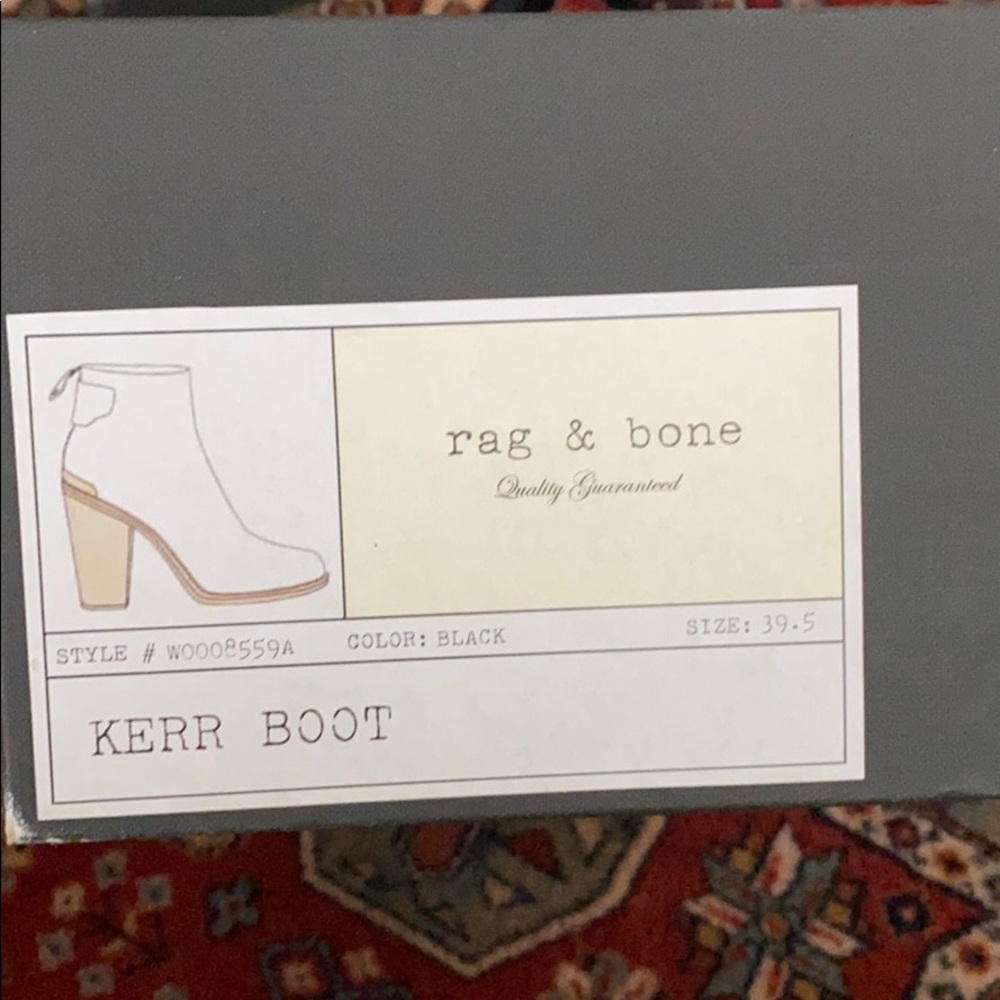 rag & bone
Quality Guaranteed
STYLE # W0008559A COLOR: BLACK SIZE: 39.5
KERR BOOT